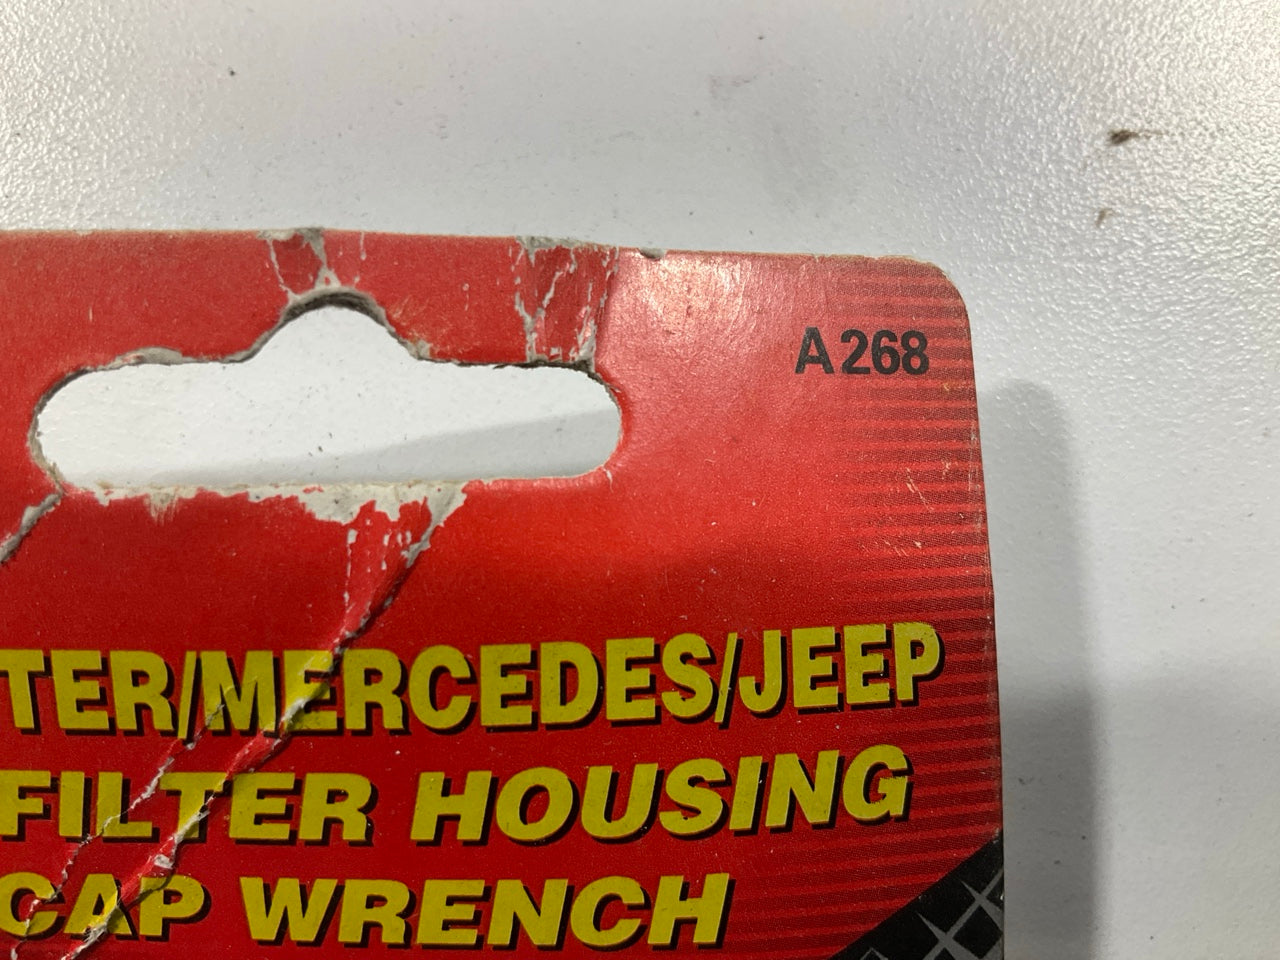 A268
TER/MERCEDES/JEEP
FILTER HOUSING
CAP WRENCH